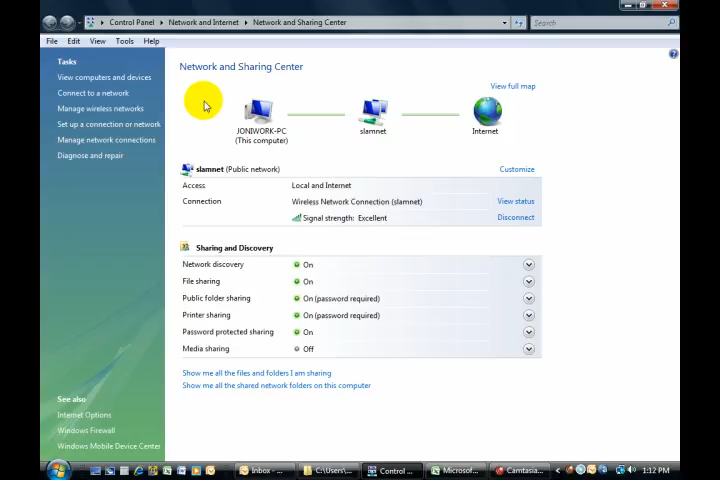 Control Panel ▸ Network and Internet ▸ Network and Sharing Center
Search
File Edit View Tools Help
Tasks
View computers and devices
Connect to a network
Manage wireless networks
Set up a connection or network
Manage network connections
Diagnose and repair
Network and Sharing Center
View full map
JONIWORK-PC
(This computer)
slamnet
Internet
slamnet (Public network)
Customize
Access Local and Internet
Connection Wireless Network Connection (slamnet) View status
Signal strength: Excellent Disconnect
Sharing and Discovery
Network discovery On
File sharing On
Public folder sharing On (password required)
Printer sharing On (password required)
Password protected sharing On
Media sharing Off
Show me all the files and folders I am sharing
Show me all the shared network folders on this computer
See also
Internet Options
Windows Firewall
Windows Mobile Device Center
Inbox - ... C:\Users\... Control ... Microsof... Camtasia... 1:12 PM